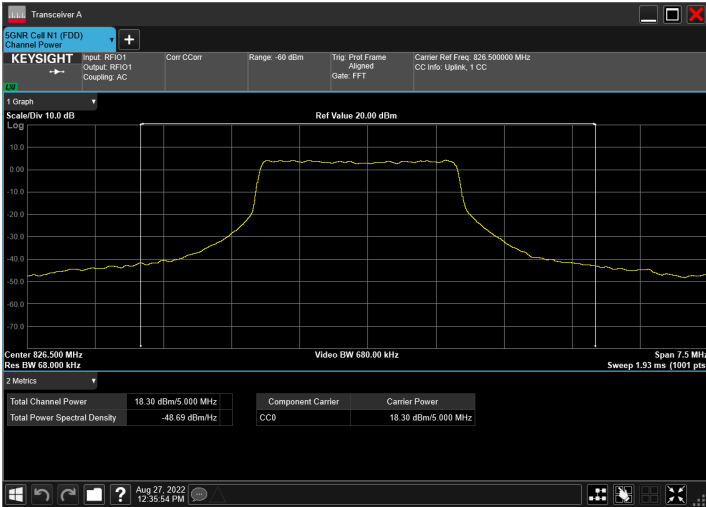 Transceiver A
5GNR Cell N1 (FDD)
Channel Power
+
KEYSIGHT
LXI
Input: RFIO1
Output: RFIO1
Coupling: AC
Corr CCorr
Range: -60 dBm
Trig: Prot Frame
Aligned
Gate: FFT
Carrier Ref Freq: 826.500000 MHz
CC Info: Uplink, 1 CC
1 Graph
Scale/Div 10.0 dB
Ref Value 20.00 dBm
Log
10.0
0.00
-10.0
-20.0
-30.0
-40.0
-50.0
-60.0
-70.0
Center 826.500 MHz
Video BW 680.00 kHz
Span 7.5 MHz
Res BW 68.000 kHz
Sweep 1.93 ms (1001 pts
2 Metrics
Total Channel Power 18.30 dBm/5.000 MHz
Total Power Spectral Density -48.69 dBm/Hz
Component Carrier Carrier Power
CC0 18.30 dBm/5.000 MHz
?
Aug 27, 2022
12:35:54 PM